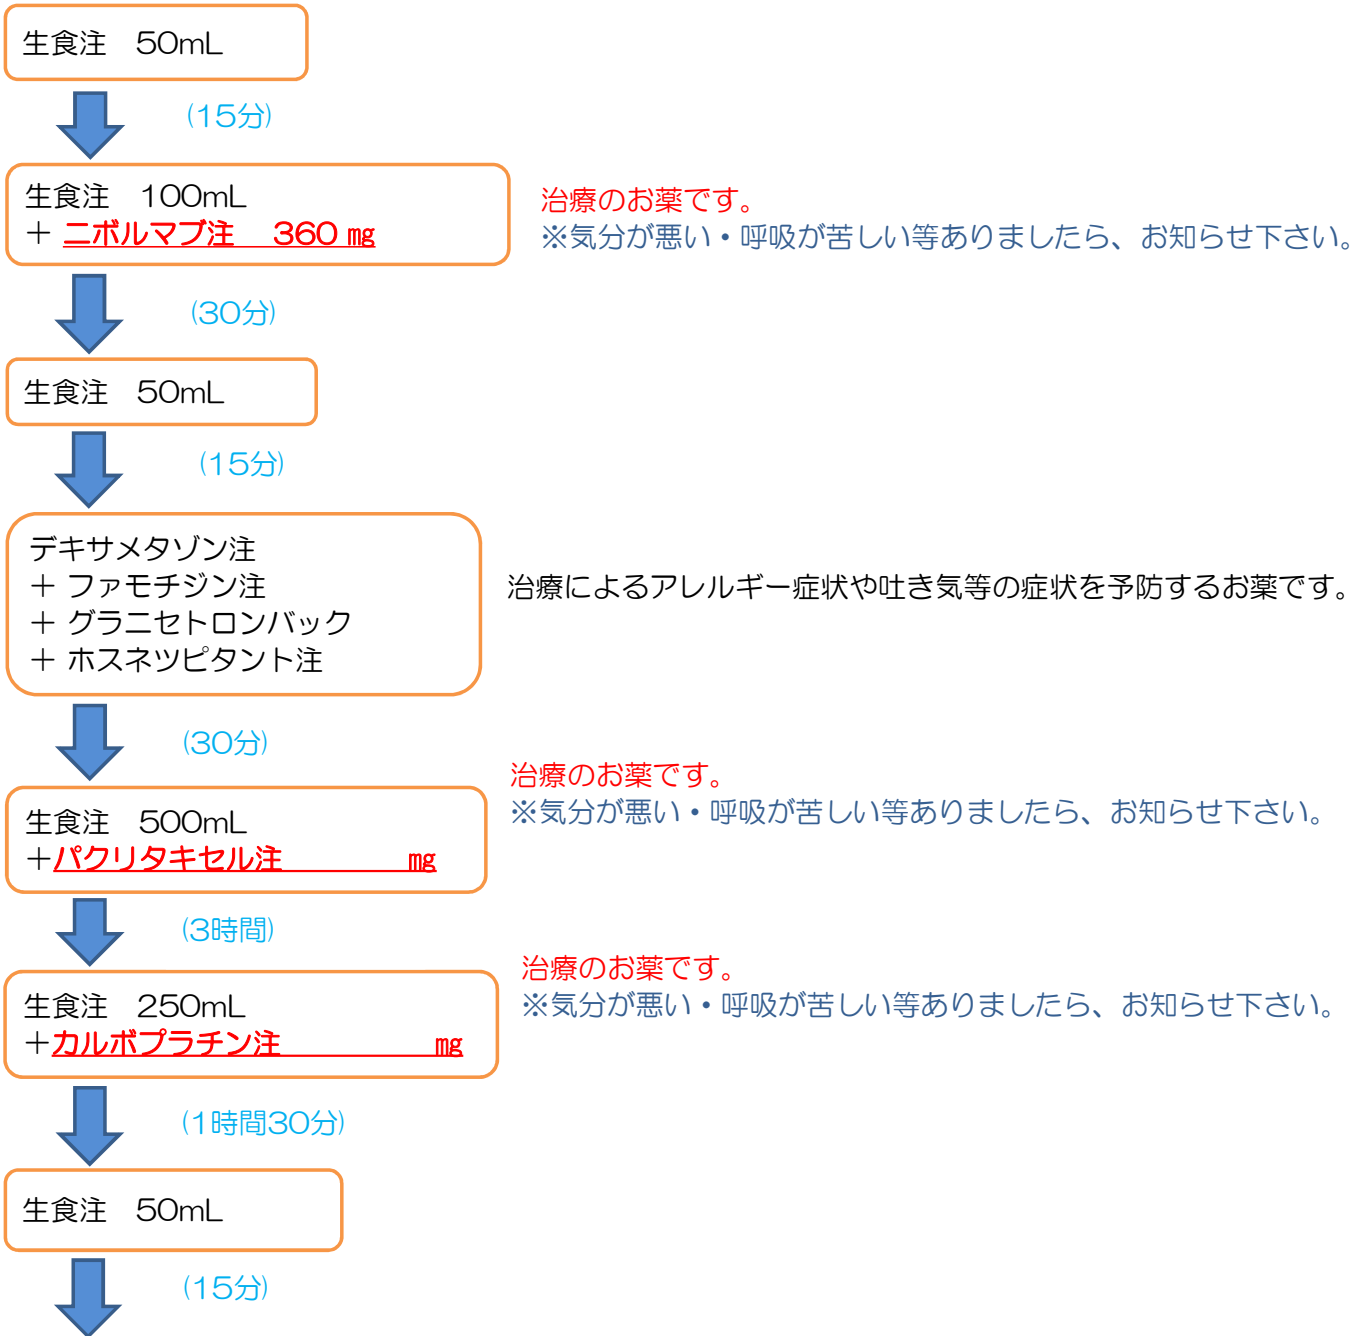 生食注　50mL
(15分)
生食注　100mL
＋ ニボルマブ注　360 ㎎
治療のお薬です。
※気分が悪い・呼吸が苦しい等ありましたら、お知らせ下さい。
(30分)
生食注　50mL
(15分)
デキサメタゾン注
＋ ファモチジン注
＋ グラニセトロンバック
＋ ホスネツピタント注
治療によるアレルギー症状や吐き気等の症状を予防するお薬です。
(30分)
治療のお薬です。
※気分が悪い・呼吸が苦しい等ありましたら、お知らせ下さい。
生食注　500mL
＋パクリタキセル注　　　　㎎
(3時間)
治療のお薬です。
※気分が悪い・呼吸が苦しい等ありましたら、お知らせ下さい。
生食注　250mL
＋カルボプラチン注　　　　　㎎
(1時間30分)
生食注　50mL
(15分)